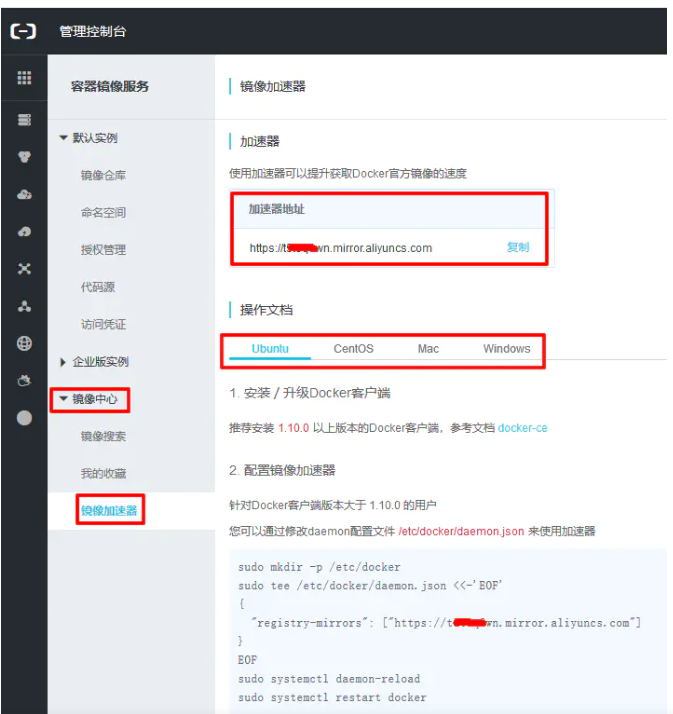 管理控制台
容器镜像服务
默认实例
镜像仓库
命名空间
授权管理
代码源
访问凭证
企业版实例
镜像中心
镜像搜索
我的收藏
镜像加速器
镜像加速器
加速器
使用加速器可以提升获取Docker官方镜像的速度
加速器地址
wn.mirror.aliyuncs.com 复制
操作文档
Ubuntu CentOS Mac Windows
1. 安装 / 升级Docker客户端
推荐安装 1.10.0 以上版本的Docker客户端，参考文档 docker-ce
2. 配置镜像加速器
针对Docker客户端版本大于 1.10.0 的用户
您可以通过修改daemon配置文件 /etc/docker/daemon.json 来使用加速器
sudo mkdir -p /etc/docker
sudo tee /etc/docker/daemon.json <<-'EOF'
{
"registry-mirrors": ["https://t wn.mirror.aliyuncs.com"]
}
EOF
sudo systemctl daemon-reload
sudo systemctl restart docker